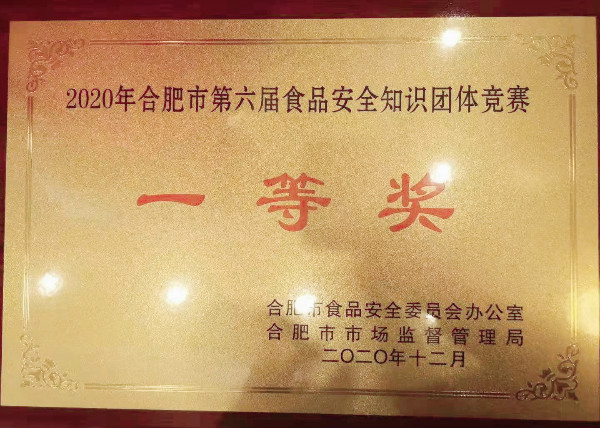 2020年合肥市第六届食品安全知识团体竞赛
一等奖
合肥市食品安全委员会办公室
合肥市市场监督管理局
二〇二〇年十二月